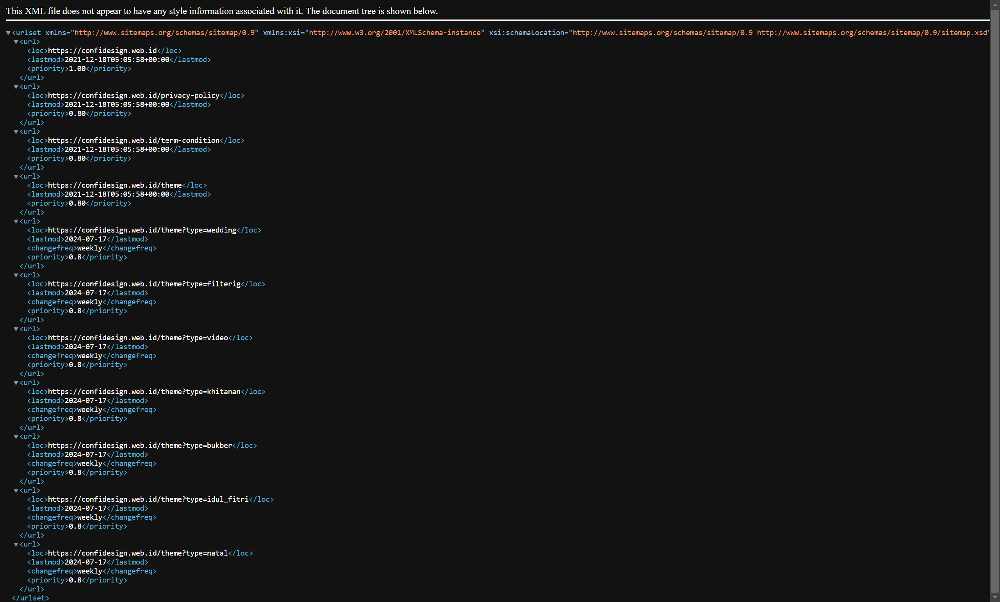 This XML file does not appear to have any style information associated with it. The document tree is shown below.
▼<urlset xmlns="http://www.sitemaps.org/schemas/sitemap/0.9" xmlns:xsi="http://www.w3.org/2001/XMLSchema-instance" xsi:schemaLocation="http://www.sitemaps.org/schemas/sitemap/0.9 http://www.sitemaps.org/schemas/sitemap/0.9/sitemap.xsd"
▼<url>
<loc>https://confidesign.web.id</loc>
<lastmod>2021-12-18T05:05:58+00:00</lastmod>
<priority>1.00</priority>
</url>
▼<url>
<loc>https://confidesign.web.id/privacy-policy</loc>
<lastmod>2021-12-18T05:05:58+00:00</lastmod>
<priority>0.80</priority>
</url>
▼<url>
<loc>https://confidesign.web.id/term-condition</loc>
<lastmod>2021-12-18T05:05:58+00:00</lastmod>
<priority>0.80</priority>
</url>
▼<url>
<loc>https://confidesign.web.id/theme</loc>
<lastmod>2021-12-18T05:05:58+00:00</lastmod>
<priority>0.80</priority>
</url>
▼<url>
<loc>https://confidesign.web.id/theme?type=wedding</loc>
<lastmod>2024-07-17</lastmod>
<changefreq>weekly</changefreq>
<priority>0.8</priority>
</url>
▼<url>
<loc>https://confidesign.web.id/theme?type=filterig</loc>
<lastmod>2024-07-17</lastmod>
<changefreq>weekly</changefreq>
<priority>0.8</priority>
</url>
▼<url>
<loc>https://confidesign.web.id/theme?type=video</loc>
<lastmod>2024-07-17</lastmod>
<changefreq>weekly</changefreq>
<priority>0.8</priority>
</url>
▼<url>
<loc>https://confidesign.web.id/theme?type=khitanan</loc>
<lastmod>2024-07-17</lastmod>
<changefreq>weekly</changefreq>
<priority>0.8</priority>
</url>
▼<url>
<loc>https://confidesign.web.id/theme?type=bukber</loc>
<lastmod>2024-07-17</lastmod>
<changefreq>weekly</changefreq>
<priority>0.8</priority>
</url>
▼<url>
<loc>https://confidesign.web.id/theme?type=idul_fitri</loc>
<lastmod>2024-07-17</lastmod>
<changefreq>weekly</changefreq>
<priority>0.8</priority>
</url>
▼<url>
<loc>https://confidesign.web.id/theme?type=natal</loc>
<lastmod>2024-07-17</lastmod>
<changefreq>weekly</changefreq>
<priority>0.8</priority>
</url>
</urlset>